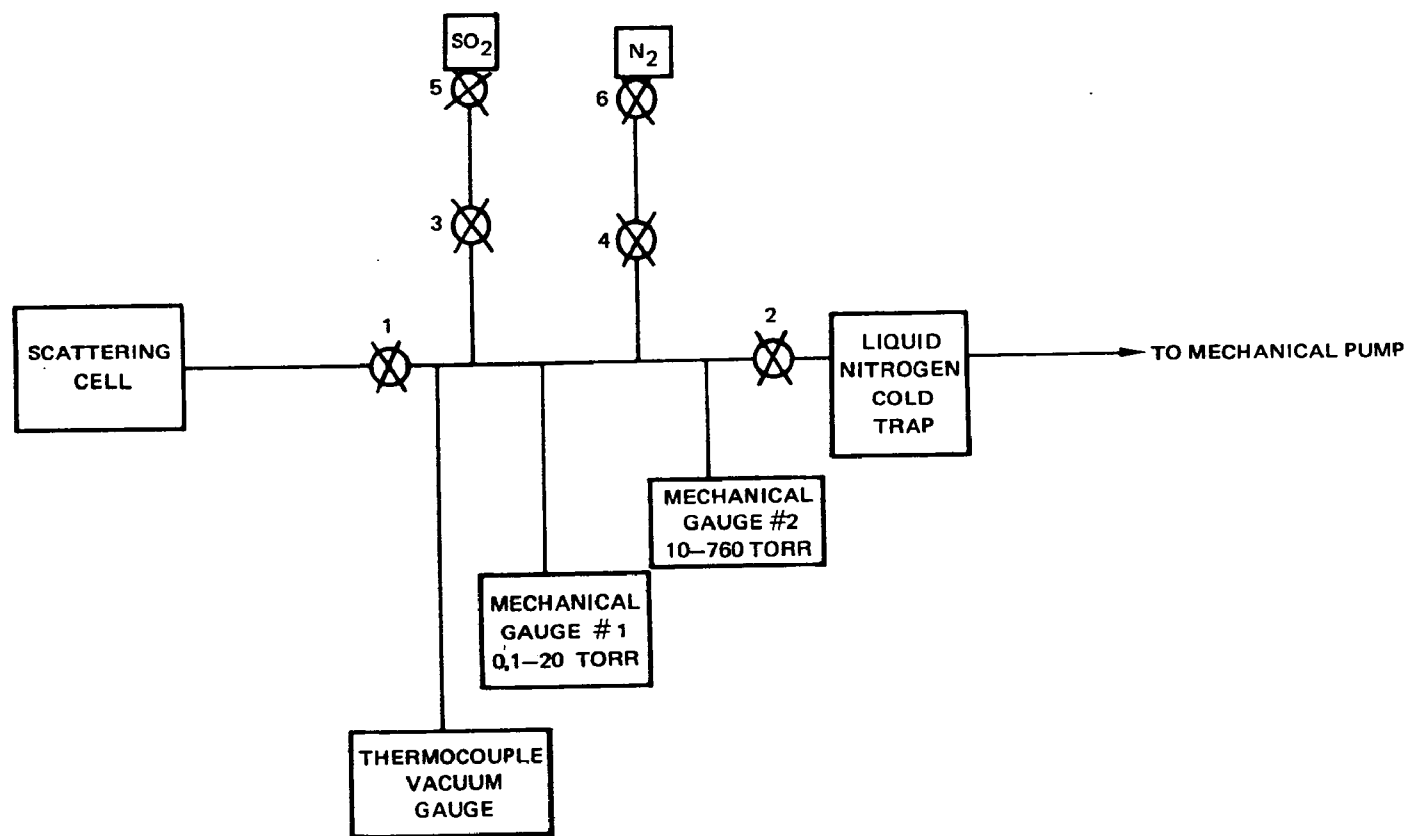 SO2
N2
5
6
3
4
1
2
SCATTERING
CELL
LIQUID
NITROGEN
COLD
TRAP
TO MECHANICAL PUMP
MECHANICAL
GAUGE #2
10–760 TORR
MECHANICAL
GAUGE #1
0.1–20 TORR
THERMOCOUPLE
VACUUM
GAUGE